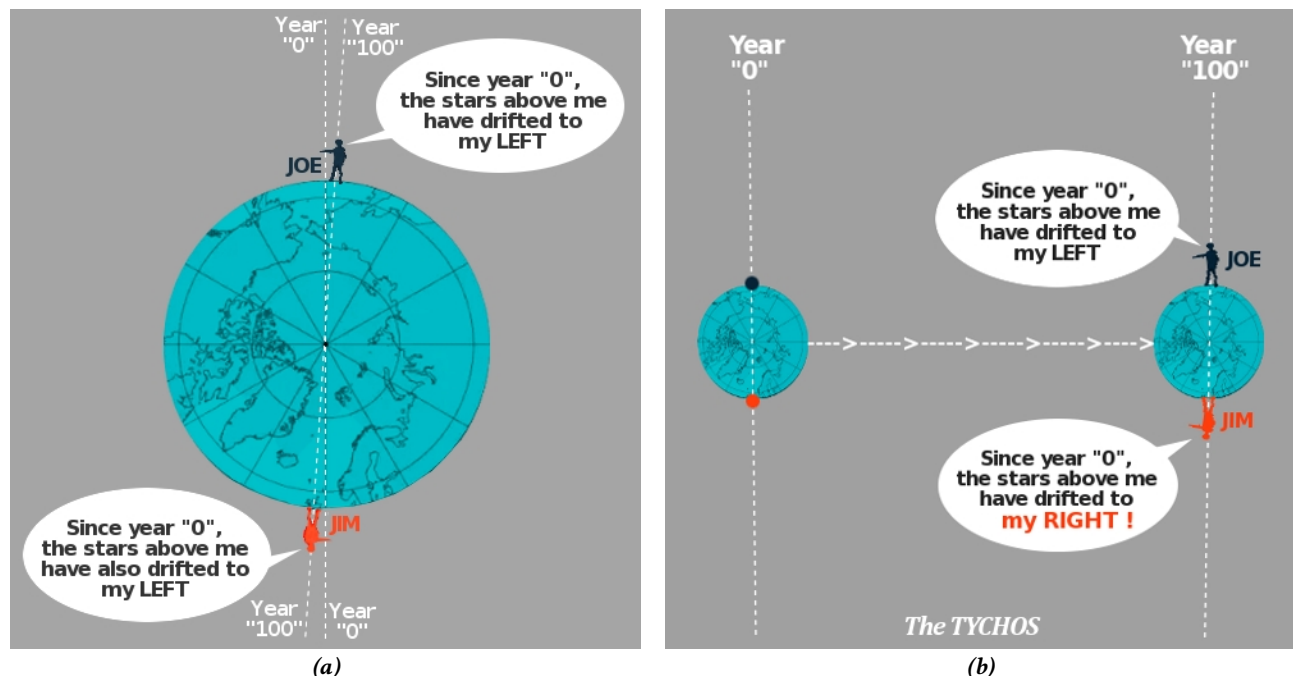 Year
"0"
Year
"100"
Since year "0",
the stars above me
have drifted to
my LEFT
JOE
JIM
Since year "0",
the stars above me
have also drifted to
my LEFT
Year
"100"
Year
"0"
(a)
Year
"0"
Year
"100"
Since year "0",
the stars above me
have drifted to
my LEFT
JOE
JIM
Since year "0",
the stars above me
have drifted to
my RIGHT !
The TYCHOS
(b)